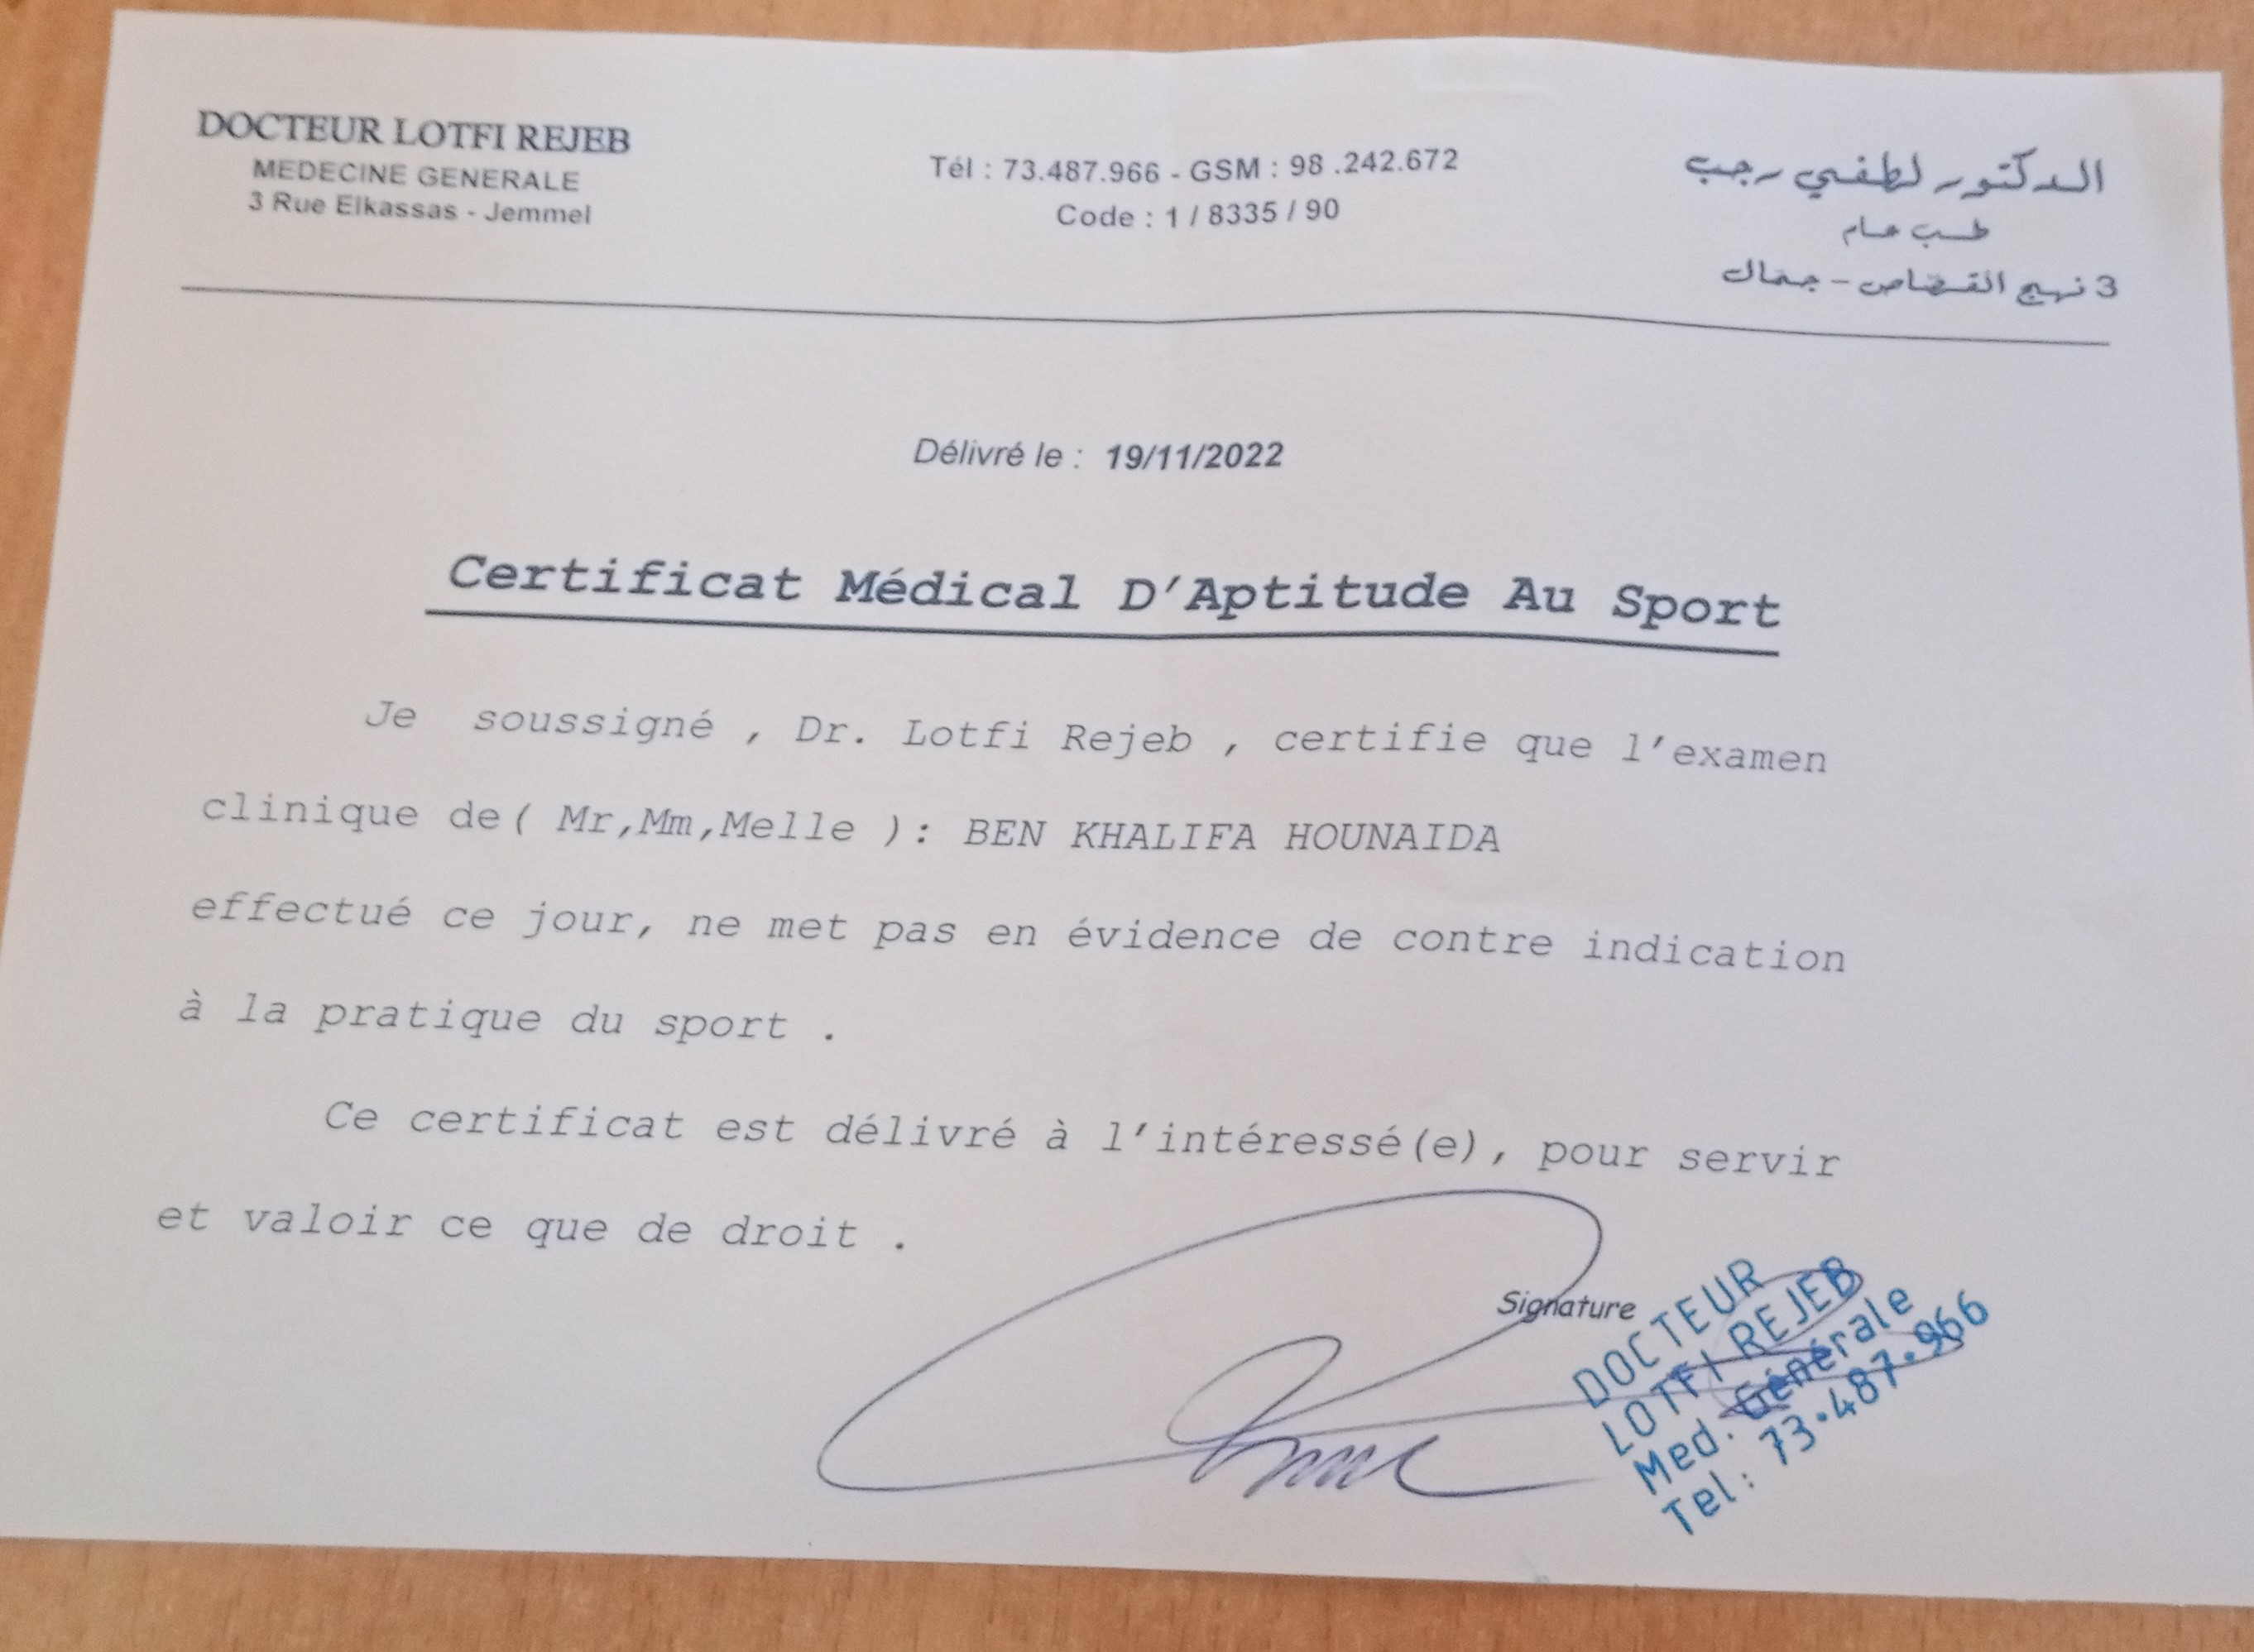 DOCTEUR LOTFI REJEB
MEDECINE GENERALE
3 Rue Elkassas - Jemmel
Tél : 73.487.966 - GSM : 98 .242.672
Code : 1 / 8335 / 90
الدكتور لطفي رجب
طب عام
3 نهج القصاص - جمال
Délivré le : 19/11/2022
Certificat Médical D'Aptitude Au Sport
Je soussigné , Dr. Lotfi Rejeb , certifie que l'examen
clinique de( Mr,Mm,Melle ): BEN KHALIFA HOUNAIDA
effectué ce jour, ne met pas en évidence de contre indication
à la pratique du sport .
Ce certificat est délivré à l'intéressé(e), pour servir
et valoir ce que de droit .
Signature
DOCTEUR
LOTFI REJEB
Med. Générale
Tel: 73.487.966